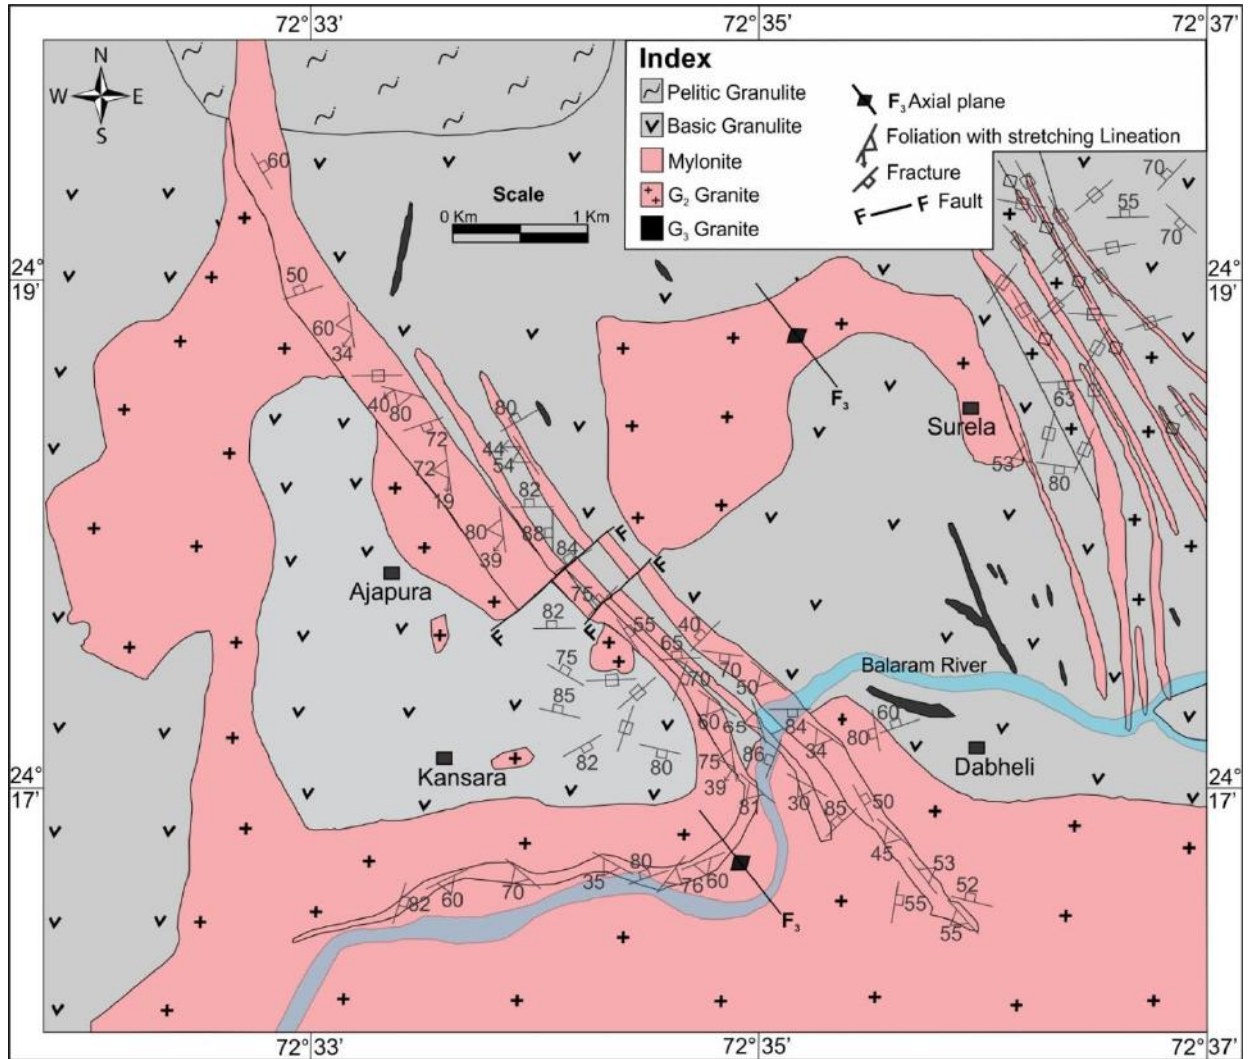 72°33' 72°35' 72°37'
N
W E
S
Index
Pelitic Granulite
Basic Granulite
Mylonite
G₂ Granite
G₃ Granite
F₃ Axial plane
Foliation with stretching Lineation
Fracture
F F Fault
Scale
0 Km 1 Km
60
70
55
70
24°
19'
24°
19'
50
60
34
F₃
40
80
80
63
Surela
72
44
54
53
72
82
80
19
80
88
F
39
84
F
Ajapura
75
82
F
F
55
40
65
75
70
70
50
Balaram River
85
60
65
60
84
80
34
82
80
86
75
Dabheli
Kansara
39
24°
17'
24°
17'
81
30
85
50
45
80
53
35
76
60
82
60
70
52
55
55
F₃
72°33' 72°35' 72°37'